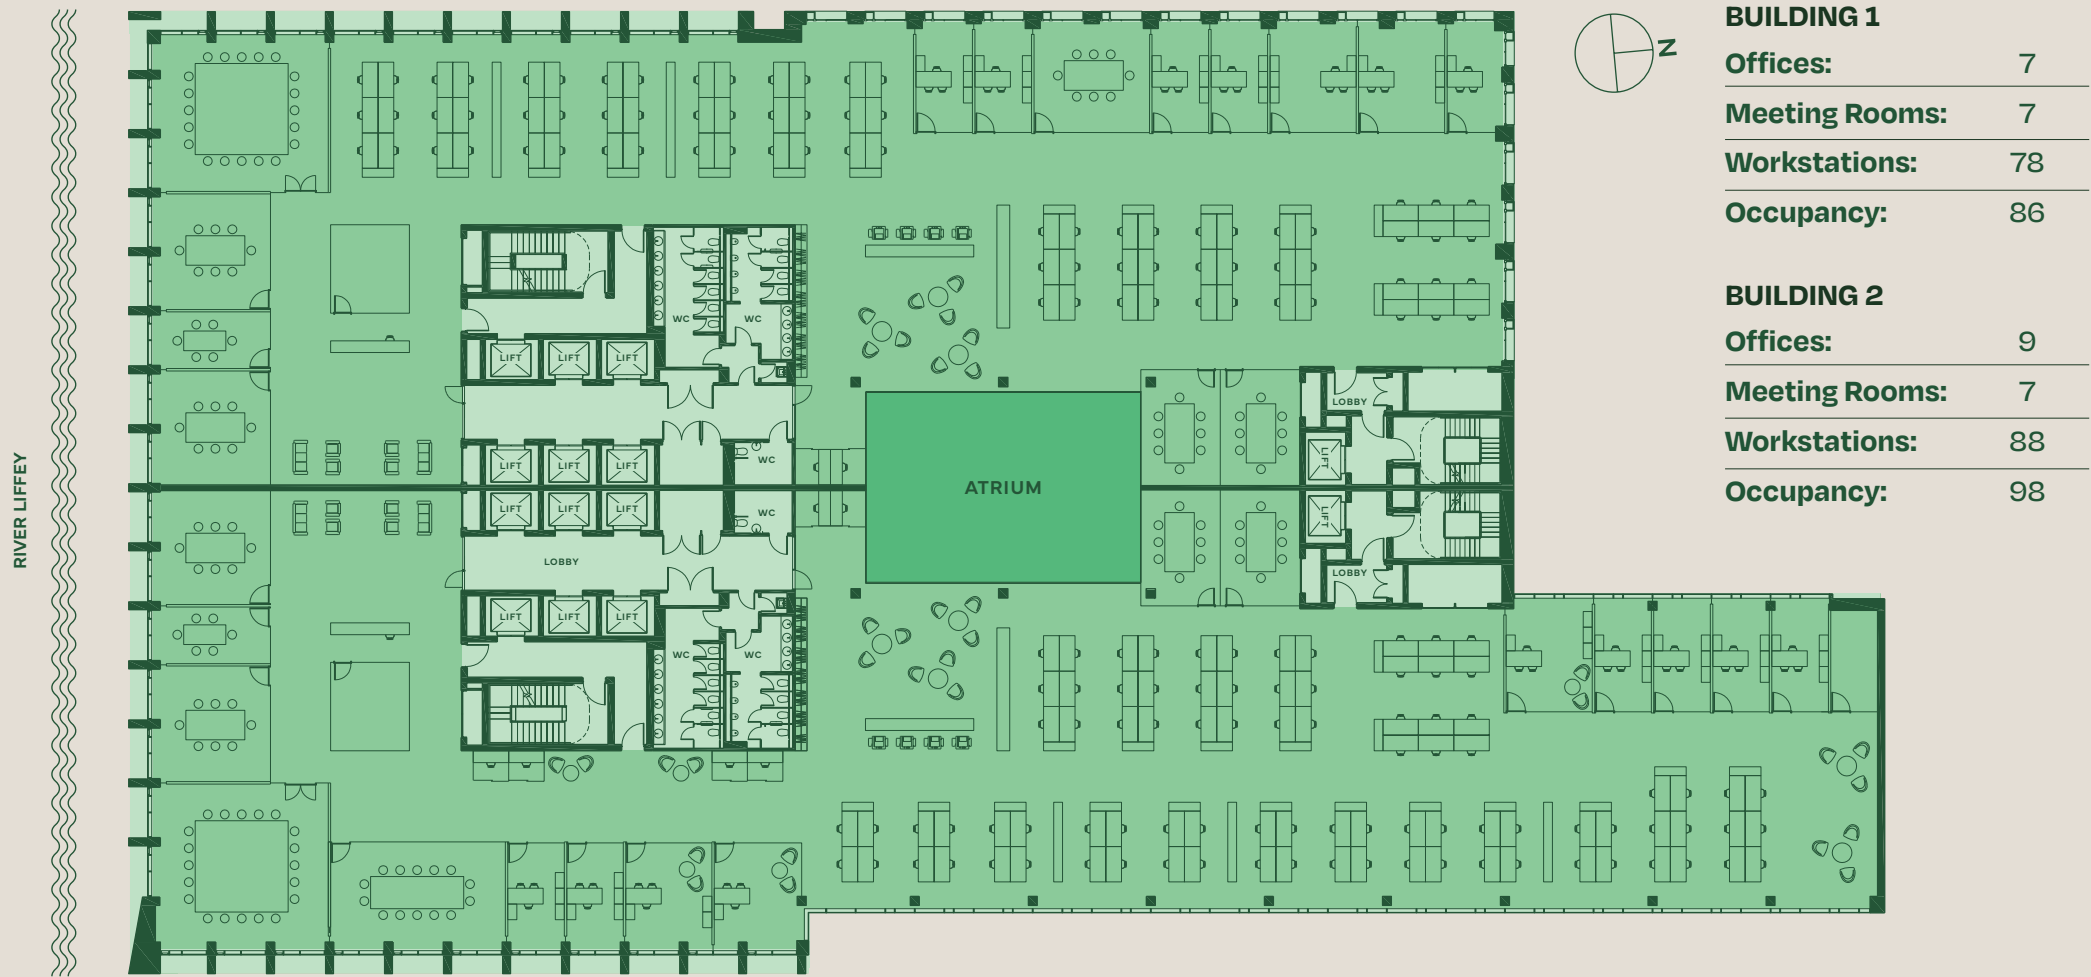 BUILDING 1
Offices: 7
Meeting Rooms: 7
Workstations: 78
Occupancy: 86
BUILDING 2
Offices: 9
Meeting Rooms: 7
Workstations: 88
Occupancy: 98
N
RIVER LIFFEY
WC WC
LIFT LIFT LIFT
LOBBY
LIFT LIFT LIFT WC
LIFT
ATRIUM
LIFT LIFT LIFT WC
LIFT
LOBBY
LOBBY
LIFT LIFT LIFT
WC WC